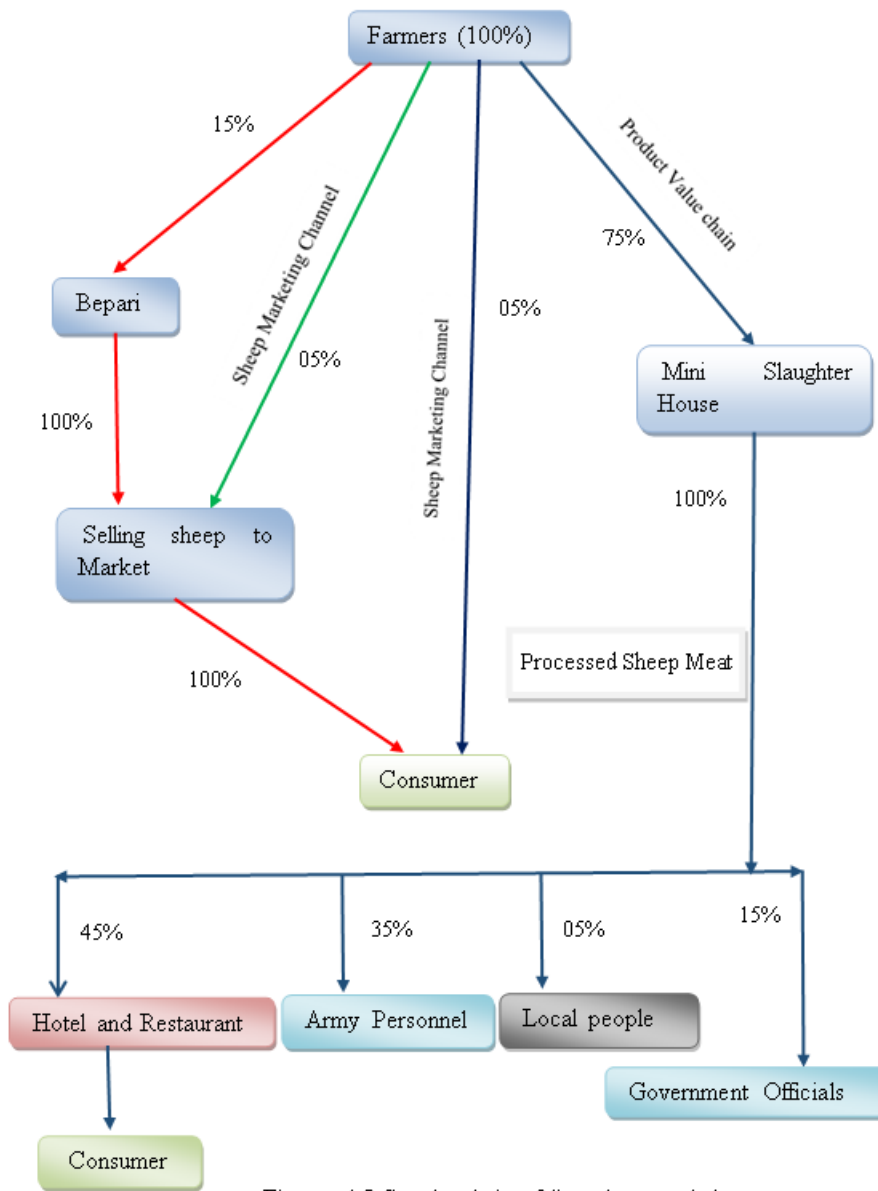 Farmers (100%)
15%
Product Value chain
75%
Sheep Marketing Channel
05%
Sheep Marketing Channel
05%
Bepari
Mini Slaughter
House
100%
100%
Selling sheep to
Market
Processed Sheep Meat
100%
Consumer
45%
35%
05%
15%
Hotel and Restaurant
Army Personnel
Local people
Government Officials
Consumer